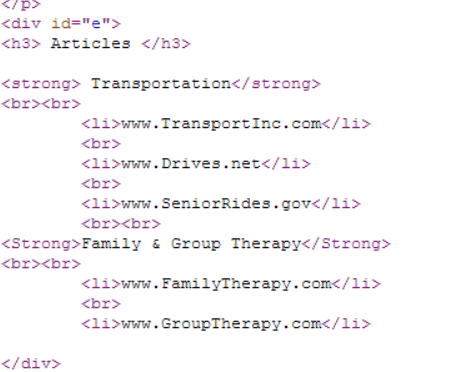 </p>
<div id="e">
<h3> Articles </h3>
<strong> Transportation</strong>
<br><br>
<li>www.TransportInc.com</li>
<br>
<li>www.Drives.net</li>
<br>
<li>www.SeniorRides.gov</li>
<br><br>
<Strong>Family & Group Therapy</Strong>
<br><br>
<li>www.FamilyTherapy.com</li>
<br>
<li>www.GroupTherapy.com</li>
</div>